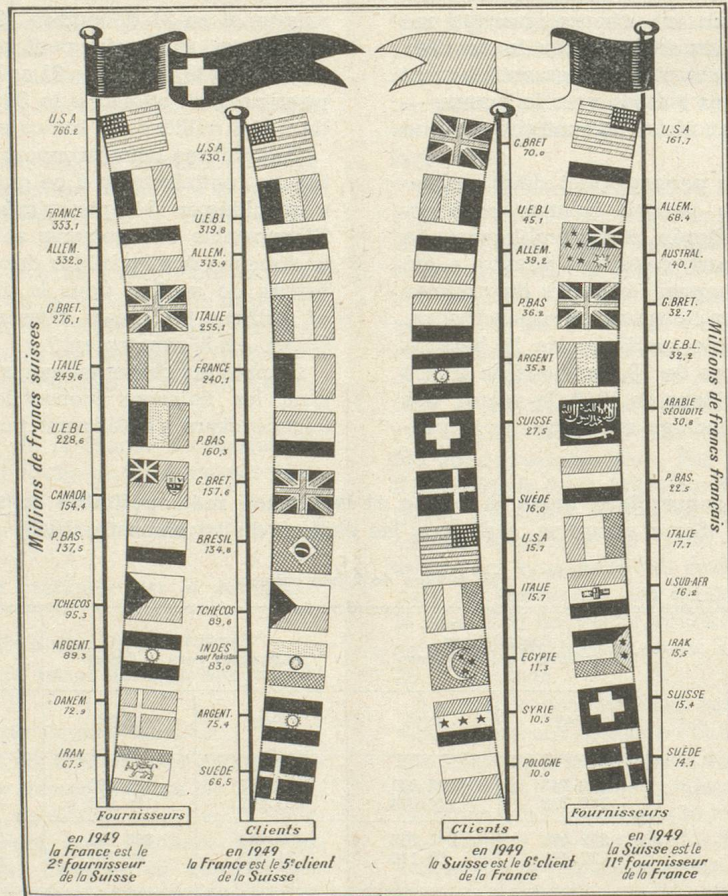 Millions de francs suisses
U.S.A
766.2
FRANCE
353,1
ALLEM.
332.0
G.BRET.
276,1
ITALIE
249.6
U.E.B.L
228,6
CANADA
154,4
P.BAS.
137,5
TCHECOS
95,3
ARGENT.
89.3
DANEM
72.9
IRAN
67.5
Fournisseurs
en 1949
la France est le
2e fournisseur
de la Suisse
U.S.A
430,1
U.E.B.L
319,8
ALLEM.
313.4
ITALIE
255,1
FRANCE
240,1
P.BAS
160,3
G.BRET.
157,6
BRÉSIL
134,8
TCHECOS
89,6
INDES
sauf Pakistan
83,0
ARGENT.
75,4
SUÈDE
66,5
Clients
en 1949
la France est le 5e client
de la Suisse
G.BRET
70,0
U.E.B.L
45,1
ALLEM.
39,2
P.BAS
36,2
ARGENT
35,3
SUISSE
27,5
SUÈDE
16,0
U.S.A
15,7
ITALIE
15,7
EGYPTE
11,3
SYRIE
10,5
POLOGNE
10.0
Clients
en 1949
la Suisse est le 6e client
de la France
U.S.A
161,7
ALLEM.
68,4
AUSTRAL.
40,1
G.BRET.
32,7
U.E.B.L.
32,2
ARABIE
SEOUDITE
30,8
P.BAS.
22,5
ITALIE
17,7
U.SUD-AFR
16,2
IRAK
15,5
SUISSE
15.4
SUÈDE
14.1
Fournisseurs
en 1949
la Suisse est le
11e fournisseur
de la France
Millions de francs français